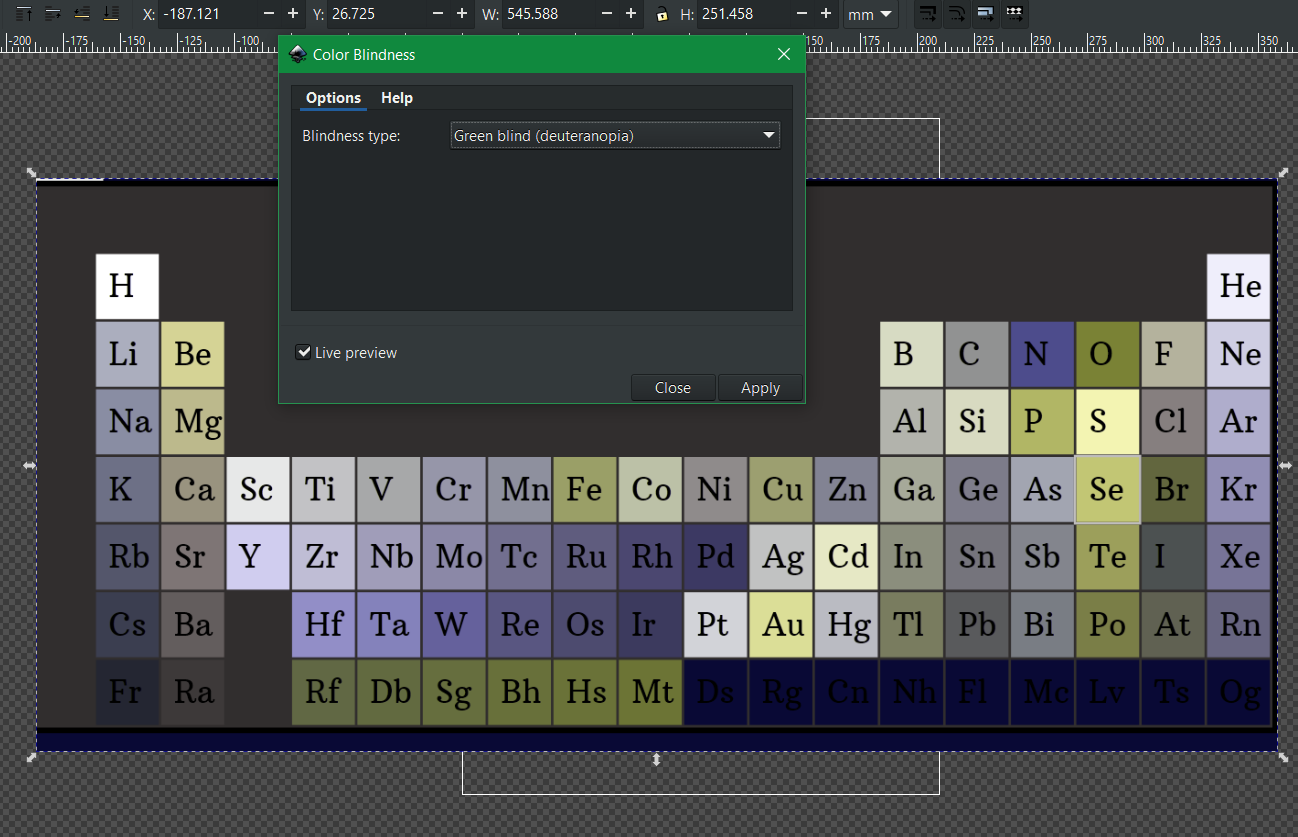 X: -187.121 − + Y: 26.725 − + W: 545.588 − + H: 251.458 − + mm
-200 -175 -150 -125 -100 150 175 200 225 250 275 300 325 350
Color Blindness
Options Help
Blindness type: Green blind (deuteranopia)
Live preview
Close Apply
H He
Li Be B C N O F Ne
Na Mg Al Si P S Cl Ar
K Ca Sc Ti V Cr Mn Fe Co Ni Cu Zn Ga Ge As Se Br Kr
Rb Sr Y Zr Nb Mo Tc Ru Rh Pd Ag Cd In Sn Sb Te I Xe
Cs Ba Hf Ta W Re Os Ir Pt Au Hg Tl Pb Bi Po At Rn
Fr Ra Rf Db Sg Bh Hs Mt Ds Rg Cn Nh Fl Mc Lv Ts Og